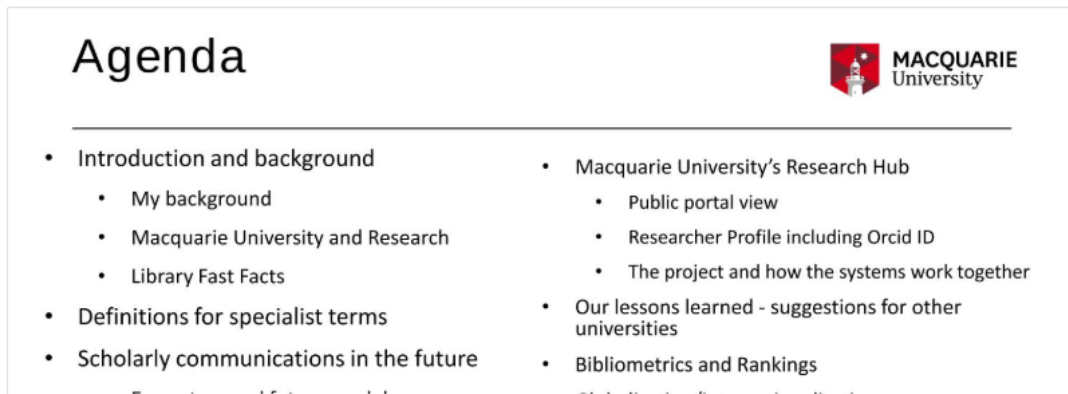 Agenda
MACQUARIE
University
Introduction and background
My background
Macquarie University and Research
Library Fast Facts
Definitions for specialist terms
Scholarly communications in the future
Macquarie University's Research Hub
Public portal view
Researcher Profile including Orcid ID
The project and how the systems work together
Our lessons learned - suggestions for other
universities
Bibliometrics and Rankings